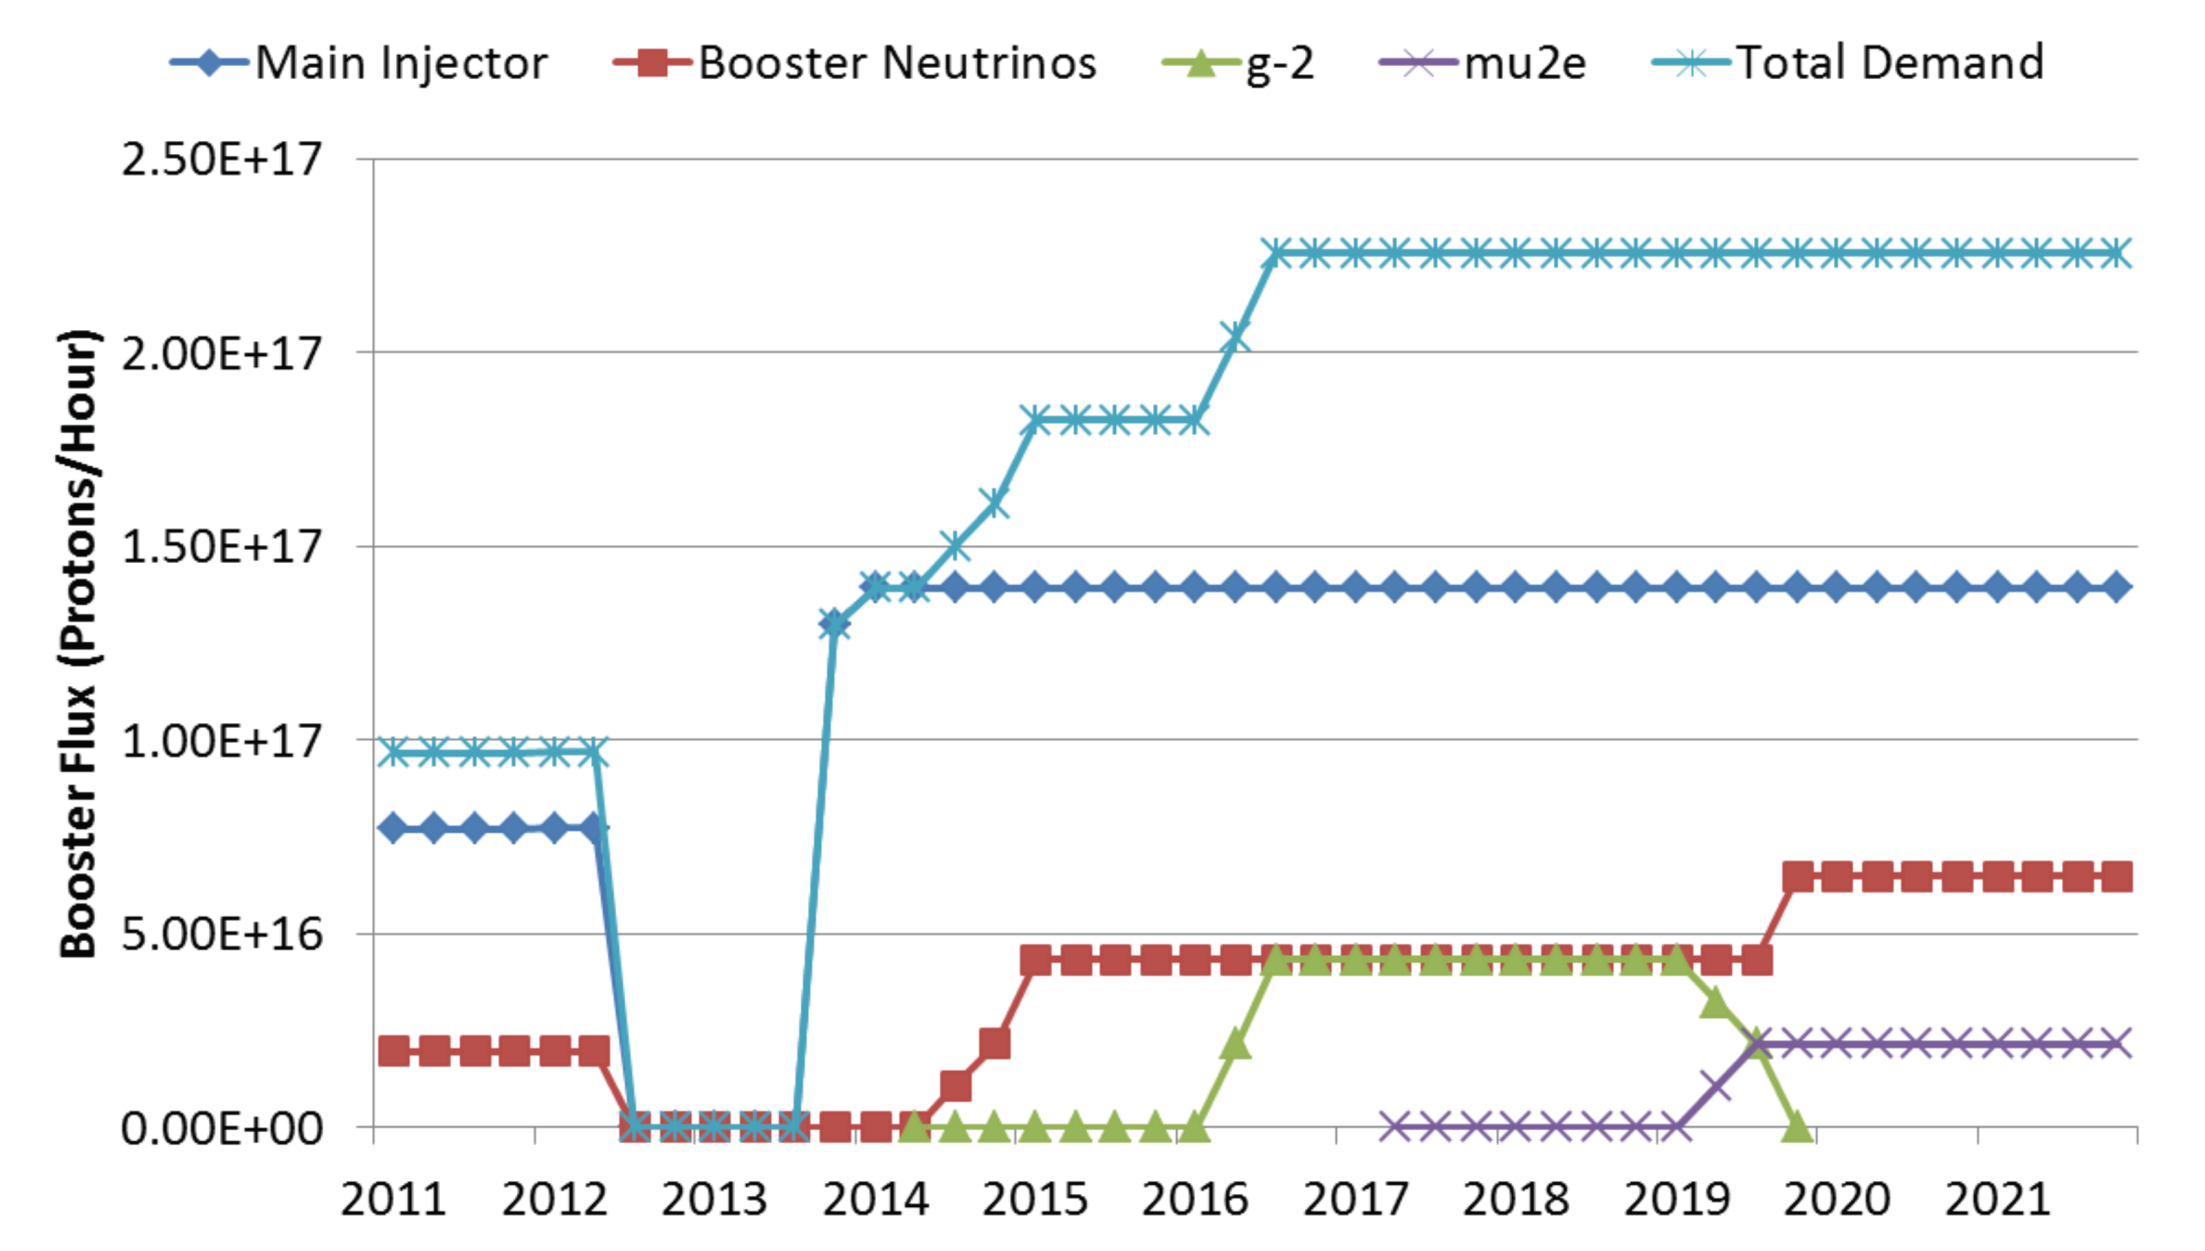 Main Injector Booster Neutrinos g-2 mu2e Total Demand
2.50E+17
2.00E+17
1.50E+17
1.00E+17
5.00E+16
0.00E+00
Booster Flux (Protons/Hour)
2011 2012 2013 2014 2015 2016 2017 2018 2019 2020 2021